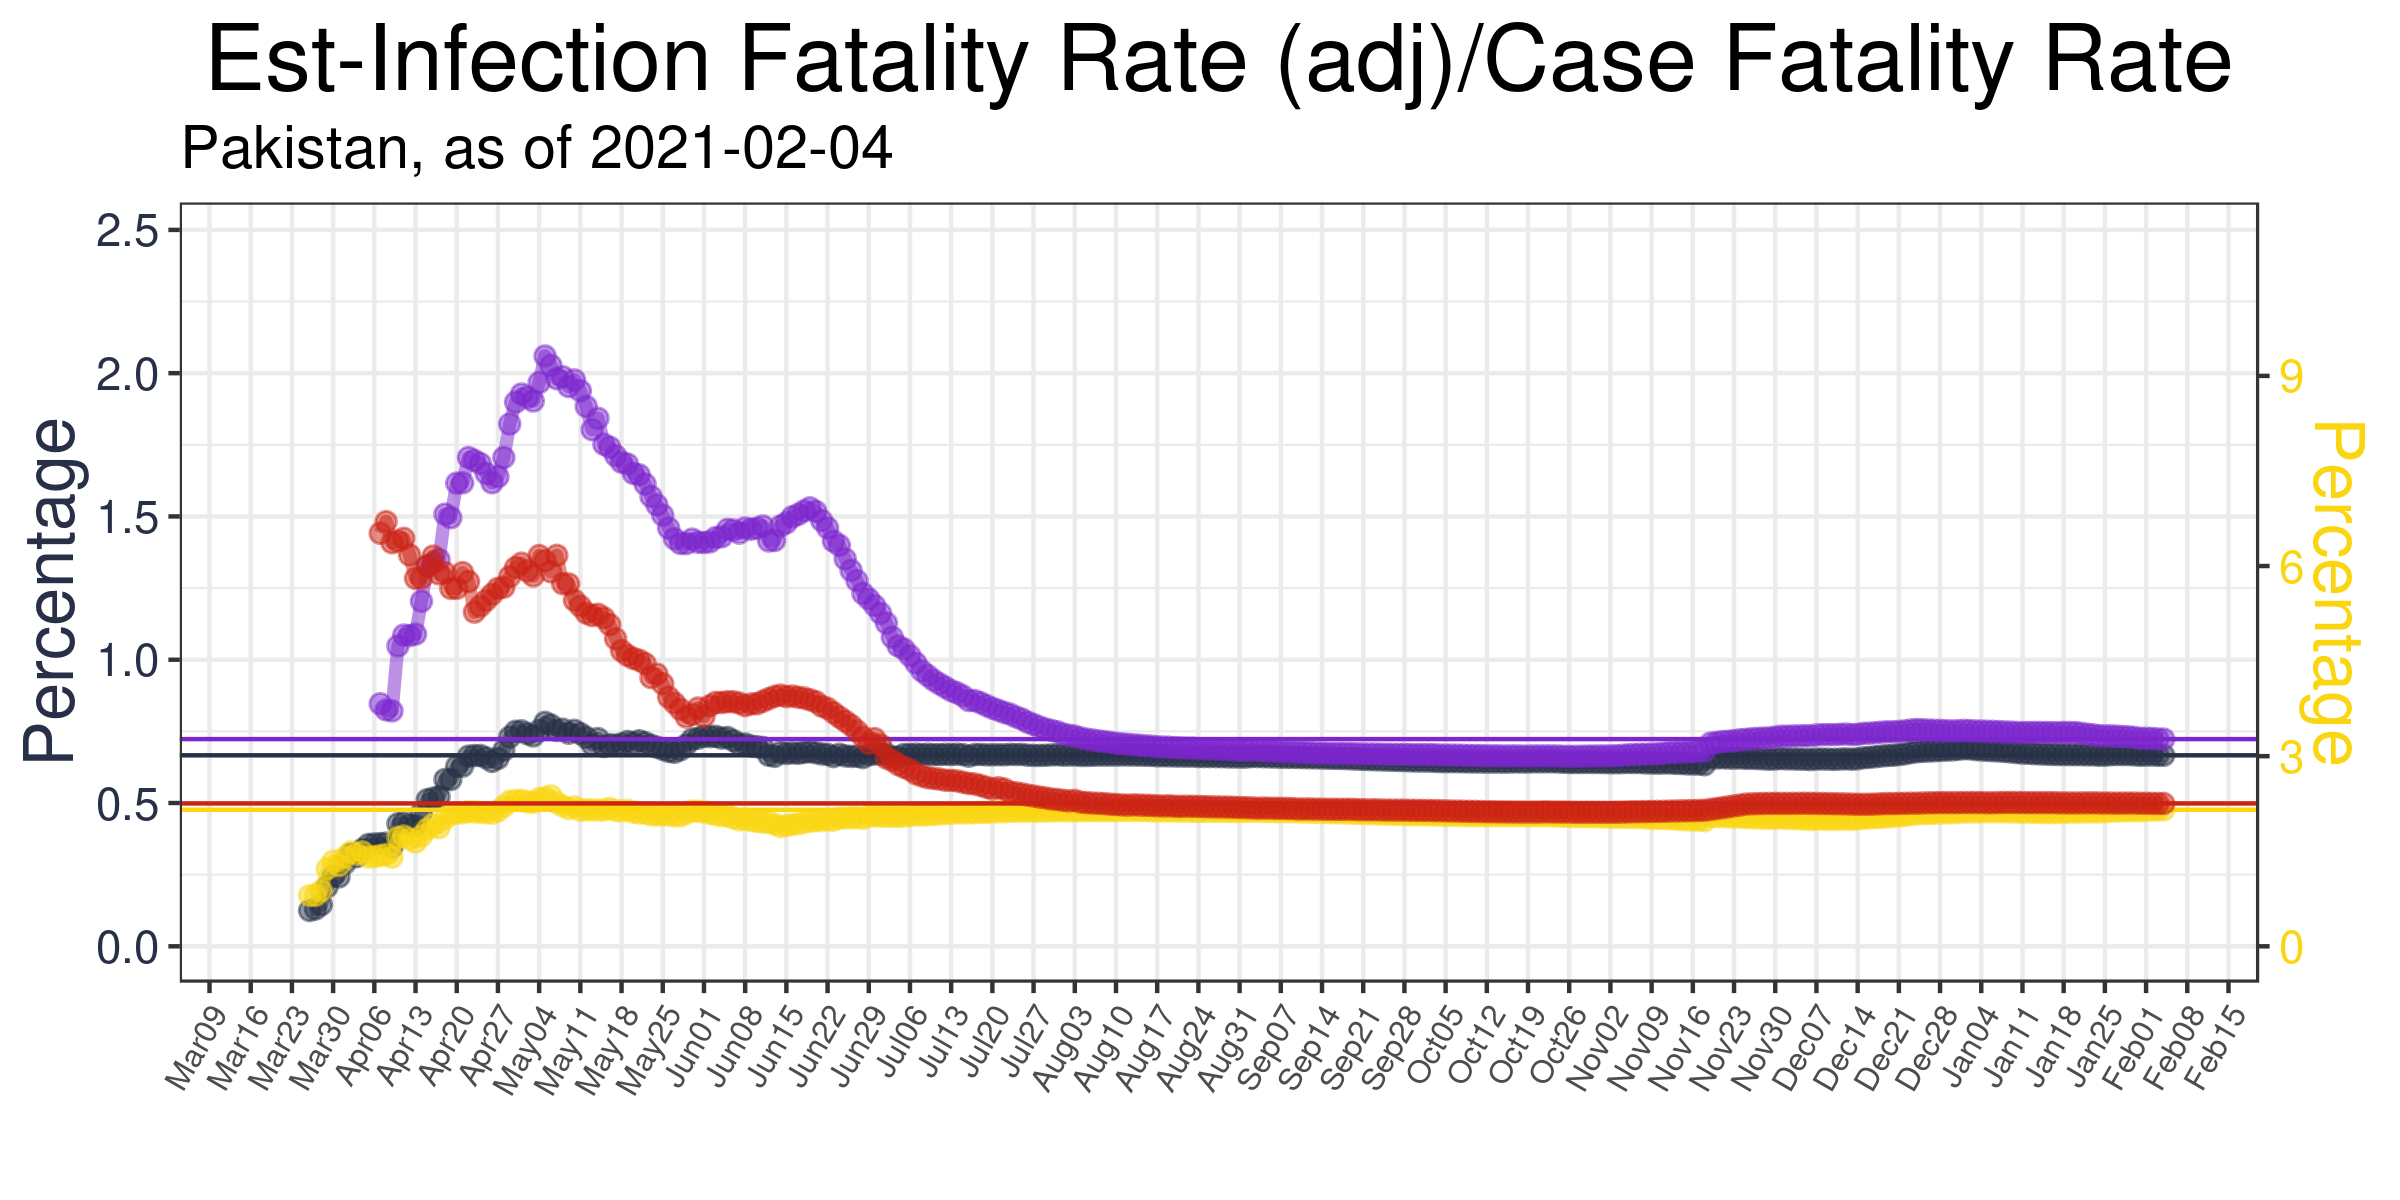 Est-Infection Fatality Rate (adj)/Case Fatality Rate
Pakistan, as of 2021-02-04
Percentage
2.5
2.0
1.5
1.0
0.5
0.0
9
6
3
0
Percentage
Mar09 Mar16 Mar23 Mar30 Apr06 Apr13 Apr20 Apr27 May04 May11 May18 May25 Jun01 Jun08 Jun15 Jun22 Jun29 Jul06 Jul13 Jul20 Jul27 Aug03 Aug10 Aug17 Aug24 Aug31 Sep07 Sep14 Sep21 Sep28 Oct05 Oct12 Oct19 Oct26 Nov02 Nov09 Nov16 Nov23 Nov30 Dec07 Dec14 Dec21 Dec28 Jan04 Jan11 Jan18 Jan25 Feb01 Feb08 Feb15